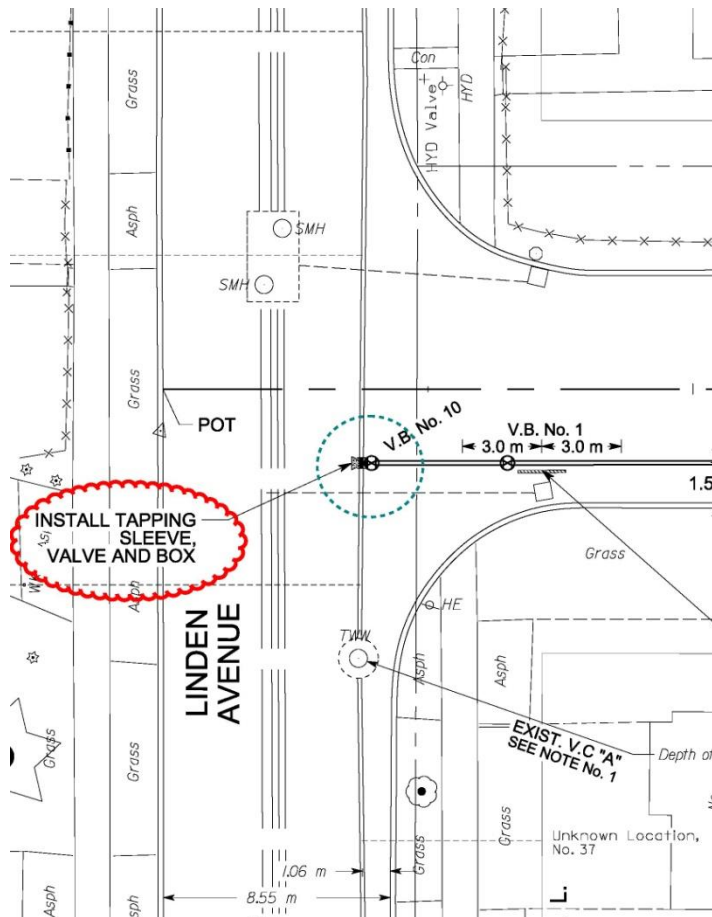 Grass
Con
HYD Valve
HYD
Asph
SMH
SMH
Grass
POT
V.B. No. 10
V.B. No. 1
3.0 m
3.0 m
1.5
INSTALL TAPPING
SLEEVE,
VALVE AND BOX
Grass
Asph
HE
LINDEN
AVENUE
TWW
Asph
Asph
EXIST. V.C "A"
SEE NOTE No. 1
Depth of
Grass
Grass
Grass
Grass
Unknown Location,
No. 37
1.06 m
8.55 m
Asph
Asph